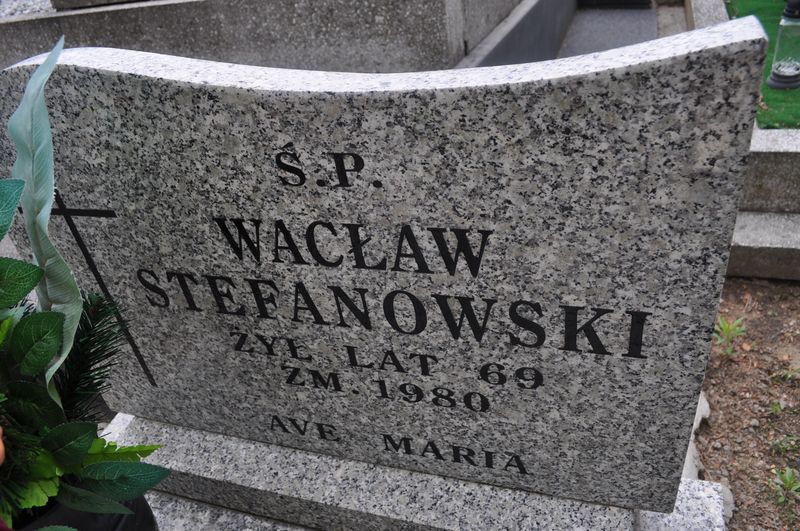 Ś.P.
WACŁAW
STEFANOWSKI
ŻYŁ LAT 69
ZM. 1980
AVE MARIA